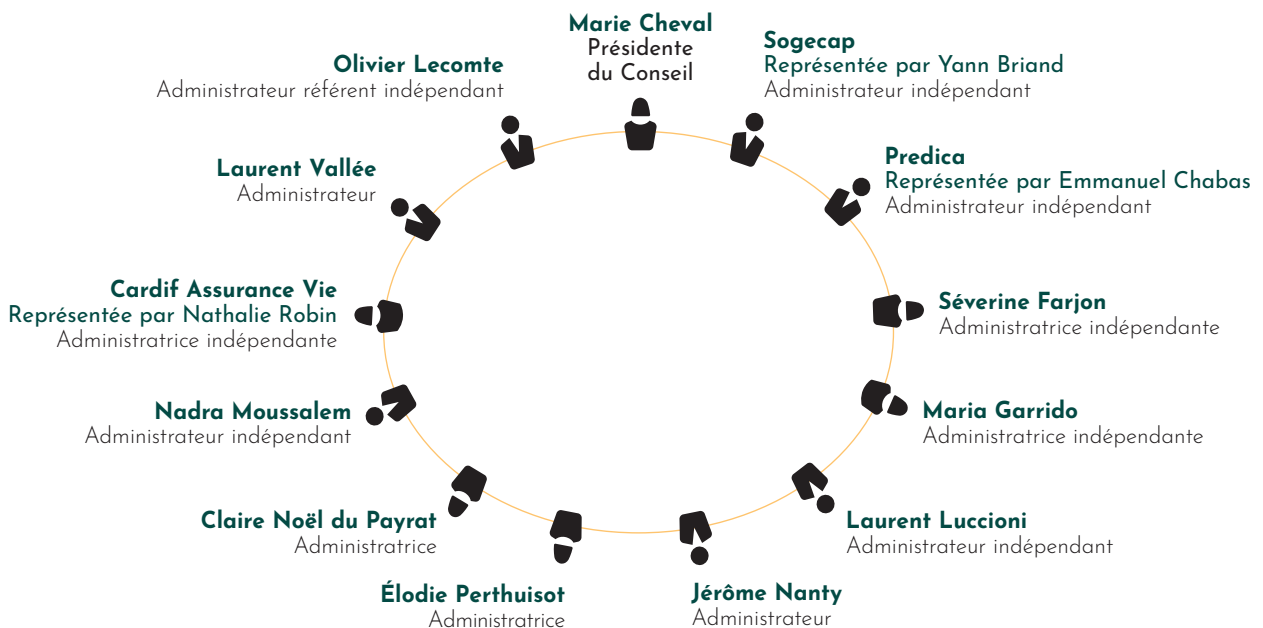 Marie Cheval
Présidente
du Conseil
Sogecap
Représentée par Yann Briand
Administrateur indépendant
Predica
Représentée par Emmanuel Chabas
Administrateur indépendant
Séverine Farjon
Administratrice indépendante
Maria Garrido
Administratrice indépendante
Laurent Luccioni
Administrateur indépendant
Jérôme Nanty
Administrateur
Élodie Perthuisot
Administratrice
Claire Noël du Payrat
Administratrice
Nadra Moussalem
Administrateur indépendant
Cardif Assurance Vie
Représentée par Nathalie Robin
Administratrice indépendante
Laurent Vallée
Administrateur
Olivier Lecomte
Administrateur référent indépendant